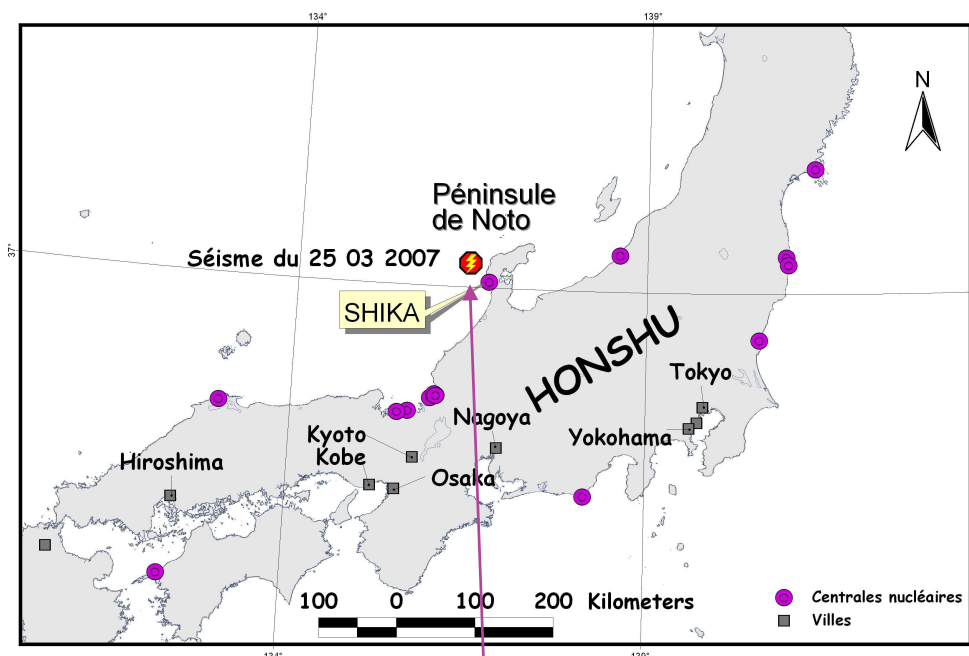 134°
139°
N
Péninsule
de Noto
37°
Séisme du 25 03 2007
SHIKA
HONSHU
Tokyo
Nagoya
Yokohama
Kyoto
Kobe
Hiroshima
Osaka
100 0 100 200 Kilometers
Centrales nucléaires
Villes
134°
139°